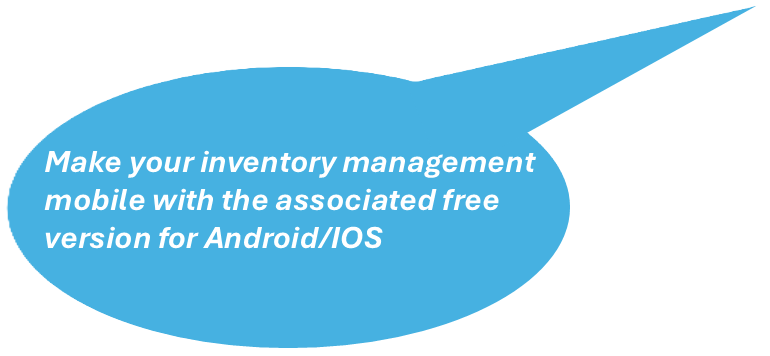 Make your inventory management
mobile with the associated free
version for Android/IOS